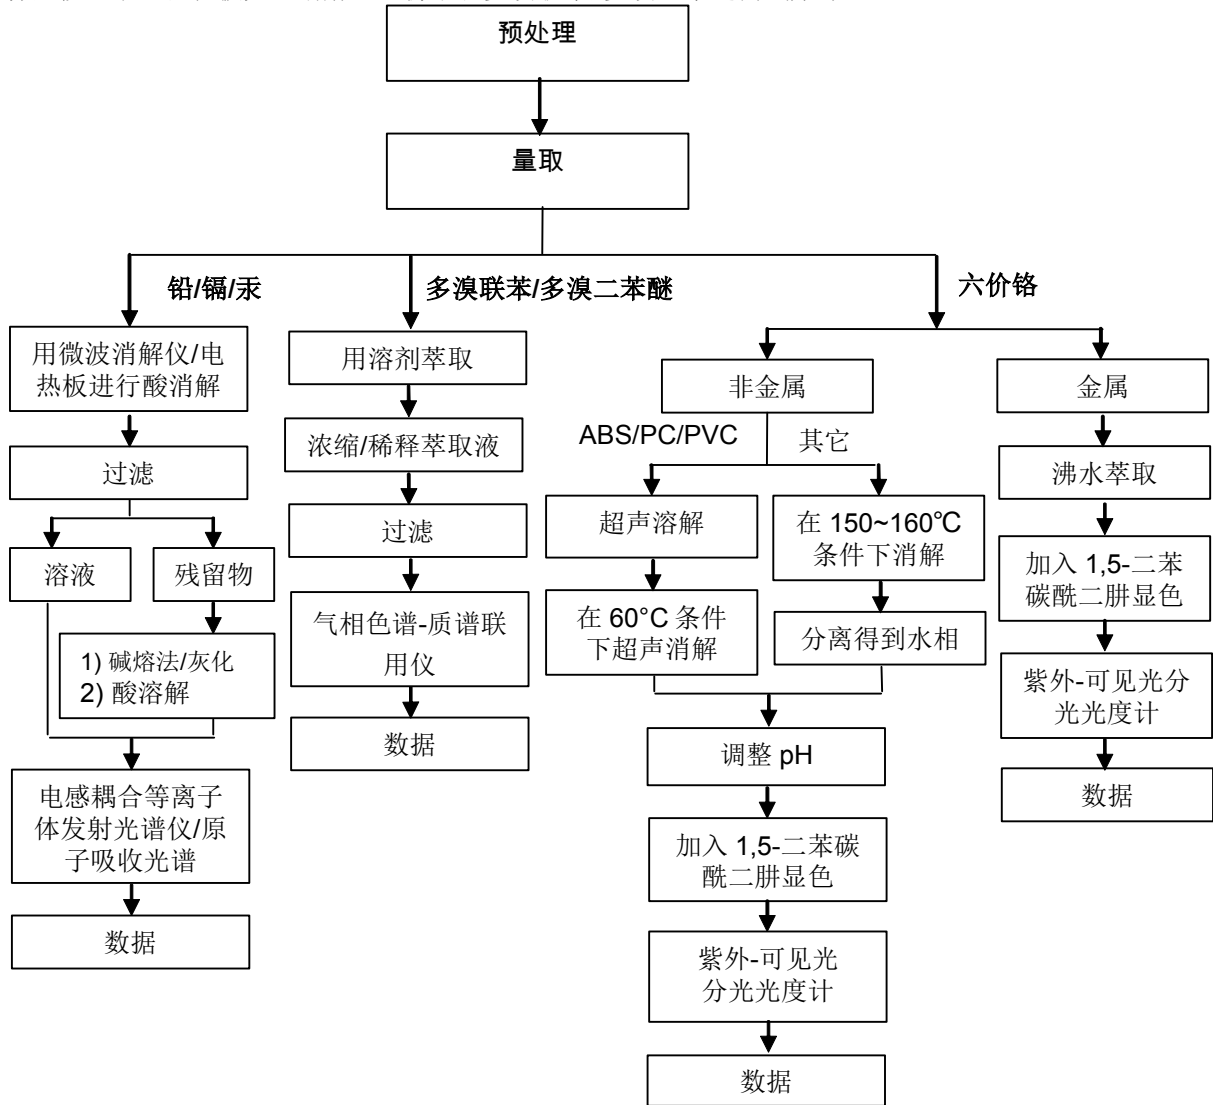 预处理
量取
铅/镉/汞
多溴联苯/多溴二苯醚
六价铬
用微波消解仪/电
热板进行酸消解
过滤
溶液
残留物
1) 碱熔法/灰化
2) 酸溶解
电感耦合等离子
体发射光谱仪/原
子吸收光谱
数据
用溶剂萃取
浓缩/稀释萃取液
过滤
气相色谱-质谱联
用仪
数据
非金属
ABS/PC/PVC
其它
超声溶解
在 60°C 条件
下超声消解
在 150~160℃
条件下消解
分离得到水相
调整 pH
加入 1,5-二苯碳
酰二肼显色
紫外-可见光
分光光度计
数据
金属
沸水萃取
加入 1,5-二苯
碳酰二肼显色
紫外-可见光分
光光度计
数据